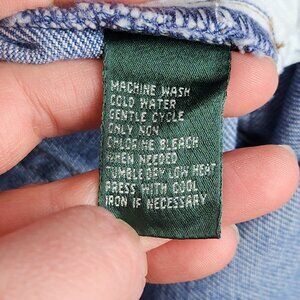 MACHINE WASH
COLD WATER
GENTLE CYCLE
ONLY NON
CHLORINE BLEACH
WHEN NEEDED
TUMBLE DRY LOW HEAT
PRESS WITH COOL
IRON IF NECESSARY